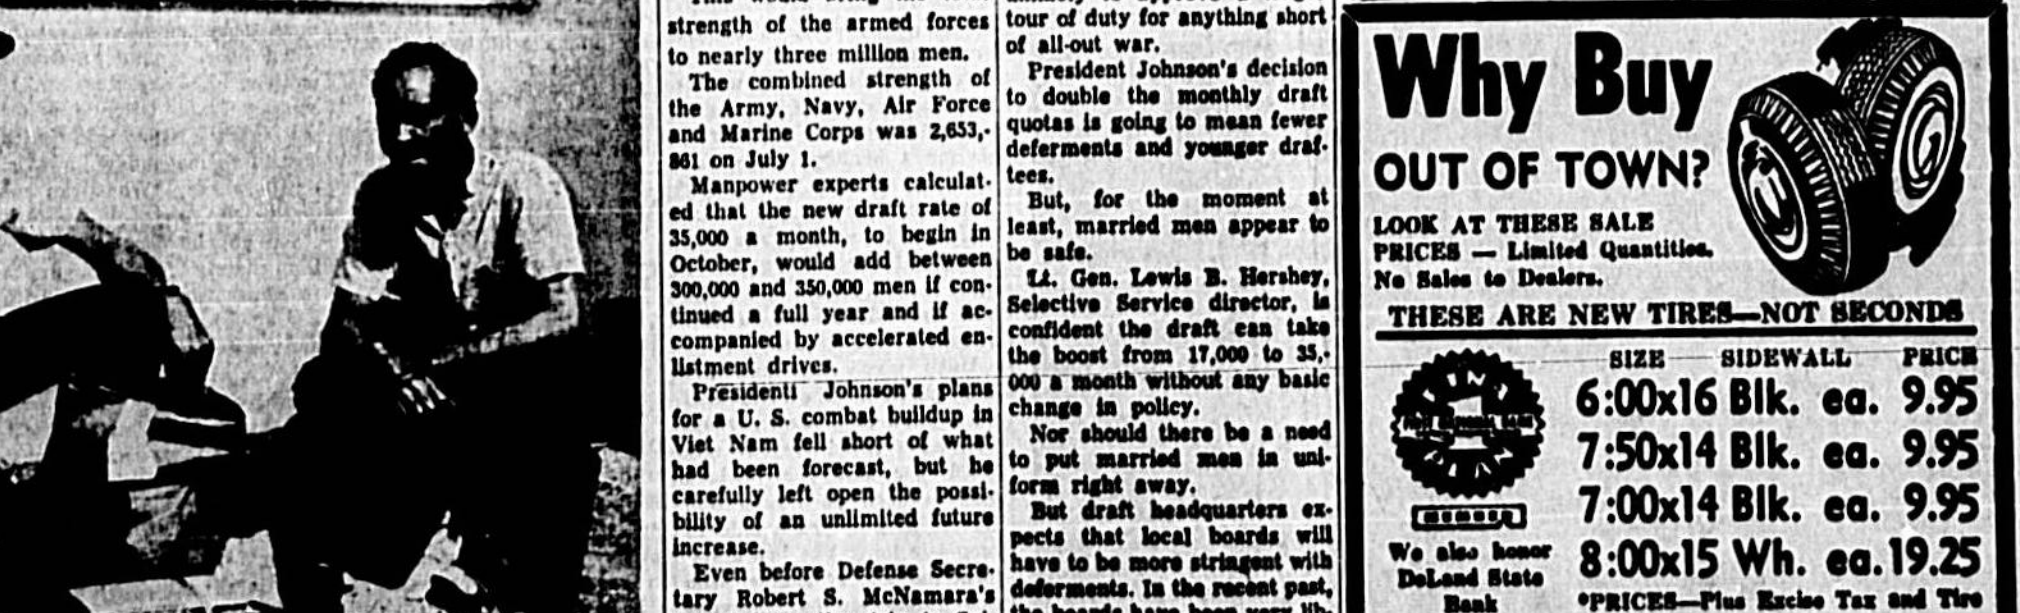 strength of the armed forces
to nearly three million men.
The combined strength of
the Army, Navy, Air Force
and Marine Corps was 2,653,-
861 on July 1.
Manpower experts calculat-
ed that the new draft rate of
35,000 a month, to begin in
October, would add between
300,000 and 350,000 men if con-
tinued a full year and if ac-
companied by accelerated en-
listment drives.
Presidenti Johnson's plans
for a U. S. combat buildup in
Viet Nam fell short of what
had been forecast, but he
carefully left open the possi-
bility of an unlimited future
increase.
Even before Defense Secre-
tary Robert S. McNamara's
tour of duty for anything short
of all-out war.
President Johnson's decision
to double the monthly draft
quotas is going to mean fewer
deferments and younger draf-
tees.
But, for the moment at
least, married men appear to
be safe.
Lt. Gen. Lewis B. Hershey,
Selective Service director, is
confident the draft can take
the boost from 17,000 to 35,-
000 a month without any basic
change in policy.
Nor should there be a need
to put married men in uni-
form right away.
But draft headquarters ex-
pects that local boards will
have to be more stringent with
deferments. In the recent past,
the boards have been very lib-
Why Buy
OUT OF TOWN?
LOOK AT THESE SALE
PRICES — Limited Quantities.
No Sales to Dealers.
THESE ARE NEW TIRES—NOT SECONDS
SIZE SIDEWALL PRICE
6:00x16 Blk. ea. 9.95
7:50x14 Blk. ea. 9.95
7:00x14 Blk. ea. 9.95
8:00x15 Wh. ea. 19.25
*PRICES—Plus Excise Tax and Tire
MEMBER
We also honor
DeLand State
Bank